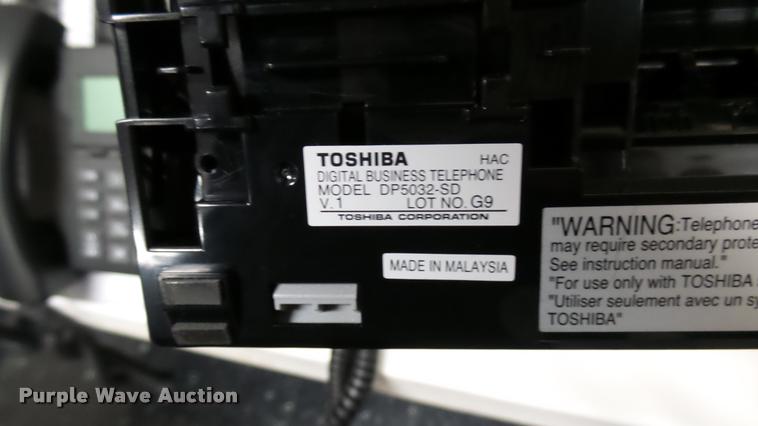 TOSHIBA HAC
DIGITAL BUSINESS TELEPHONE
MODEL DP5032-SD
V.1 LOT NO. G9
TOSHIBA CORPORATION
MADE IN MALAYSIA
"WARNING:Telephone
may require secondary prote
See instruction manual."
"For use only with TOSHIBA
"Utiliser seulement avec un sy
TOSHIBA"
Purple Wave Auction®